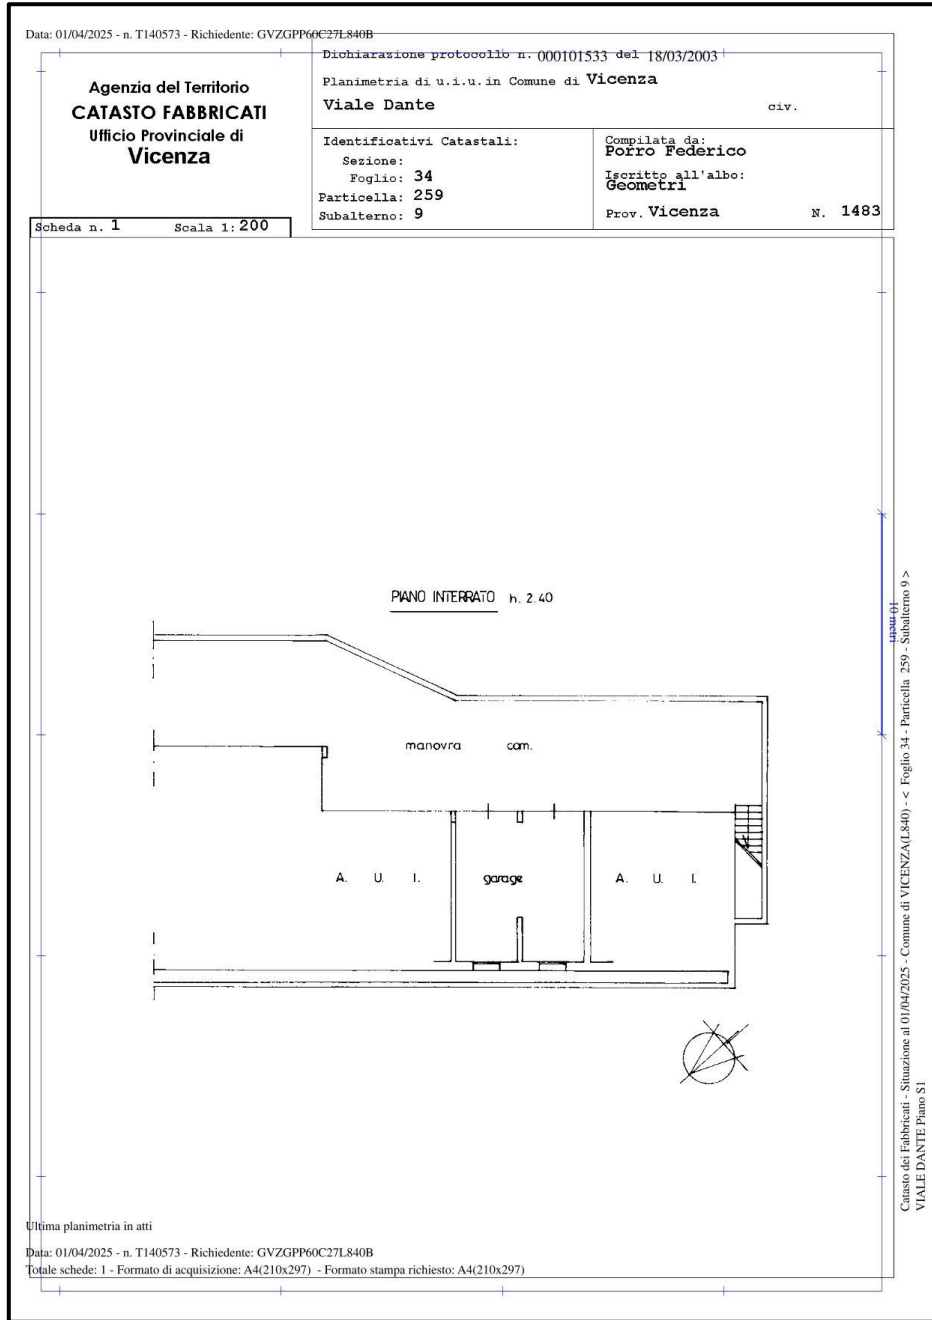 Data: 01/04/2025 - n. T140573 - Richiedente: GVZGPP60C27L840B
Agenzia del Territorio
CATASTO FABBRICATI
Ufficio Provinciale di
Vicenza
Dichiarazione protocollo n. 000101533 del 18/03/2003
Planimetria di u.i.u. in Comune di Vicenza
Viale Dante civ.
Identificativi Catastali:
Sezione:
Foglio: 34
Particella: 259
Subalterno: 9
Compilata da:
Porro Federico
Iscritto all'albo:
Geometri
Prov. Vicenza N. 1483
Scheda n. 1 Scala 1: 200
PIANO INTERRATO h. 2.40
manovra com.
A. U. I.
garage
A. U. I.
10 metri
Catasto dei Fabbricati - Situazione al 01/04/2025 - Comune di VICENZA(L840) - < Foglio 34 - Particella 259 - Subalterno 9 >
VIALE DANTE Piano S1
Ultima planimetria in atti
Data: 01/04/2025 - n. T140573 - Richiedente: GVZGPP60C27L840B
Totale schede: 1 - Formato di acquisizione: A4(210x297) - Formato stampa richiesto: A4(210x297)